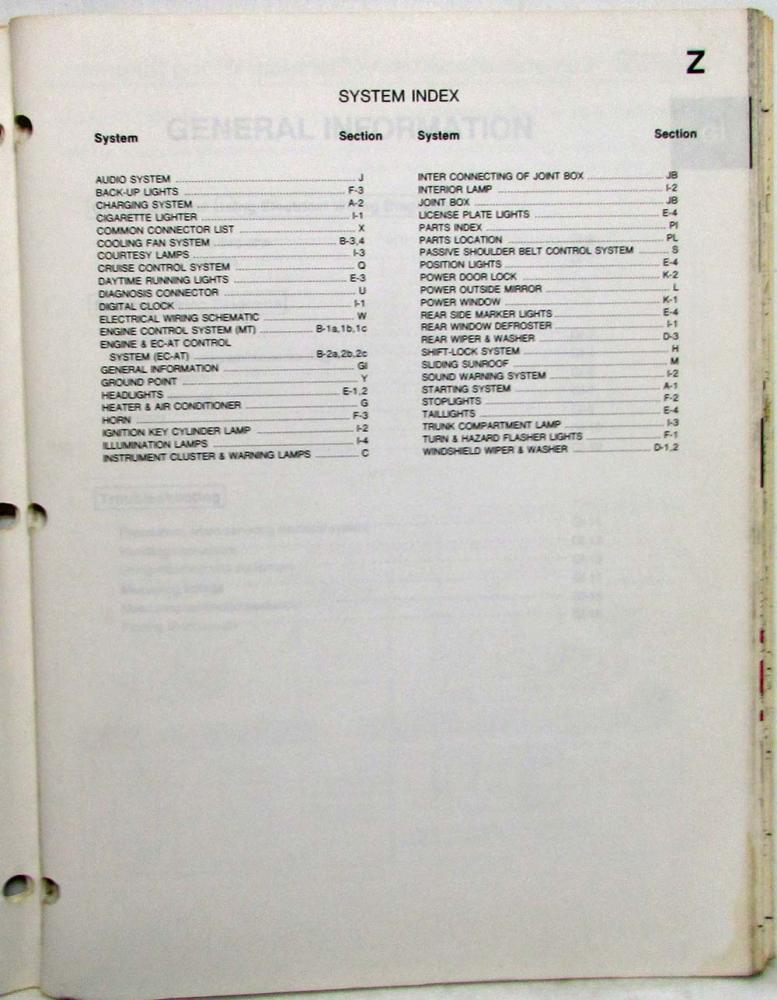 Z
SYSTEM INDEX
System Section
AUDIO SYSTEM J
BACK-UP LIGHTS F-3
CHARGING SYSTEM A-2
CIGARETTE LIGHTER I-1
COMMON CONNECTOR LIST X
COOLING FAN SYSTEM B-3,4
COURTESY LAMPS I-3
CRUISE CONTROL SYSTEM Q
DAYTIME RUNNING LIGHTS E-3
DIAGNOSIS CONNECTOR U
DIGITAL CLOCK I-1
ELECTRICAL WIRING SCHEMATIC W
ENGINE CONTROL SYSTEM (MT) B-1a,1b,1c
ENGINE & EC-AT CONTROL
SYSTEM (EC-AT) B-2a,2b,2c
GENERAL INFORMATION GI
GROUND POINT Y
HEADLIGHTS E-1,2
HEATER & AIR CONDITIONER G
HORN F-3
IGNITION KEY CYLINDER LAMP I-2
ILLUMINATION LAMPS I-4
INSTRUMENT CLUSTER & WARNING LAMPS C
System Section
INTER CONNECTING OF JOINT BOX JB
INTERIOR LAMP I-2
JOINT BOX JB
LICENSE PLATE LIGHTS E-4
PARTS INDEX PI
PARTS LOCATION PL
PASSIVE SHOULDER BELT CONTROL SYSTEM S
POSITION LIGHTS E-4
POWER DOOR LOCK K-2
POWER OUTSIDE MIRROR L
POWER WINDOW K-1
REAR SIDE MARKER LIGHTS E-4
REAR WINDOW DEFROSTER I-1
REAR WIPER & WASHER D-3
SHIFT-LOCK SYSTEM H
SLIDING SUNROOF M
SOUND WARNING SYSTEM I-2
STARTING SYSTEM A-1
STOPLIGHTS F-2
TAILLIGHTS E-4
TRUNK COMPARTMENT LAMP I-3
TURN & HAZARD FLASHER LIGHTS F-1
WINDSHIELD WIPER & WASHER D-1,2
GENERAL INFORMATION
Troubleshooting